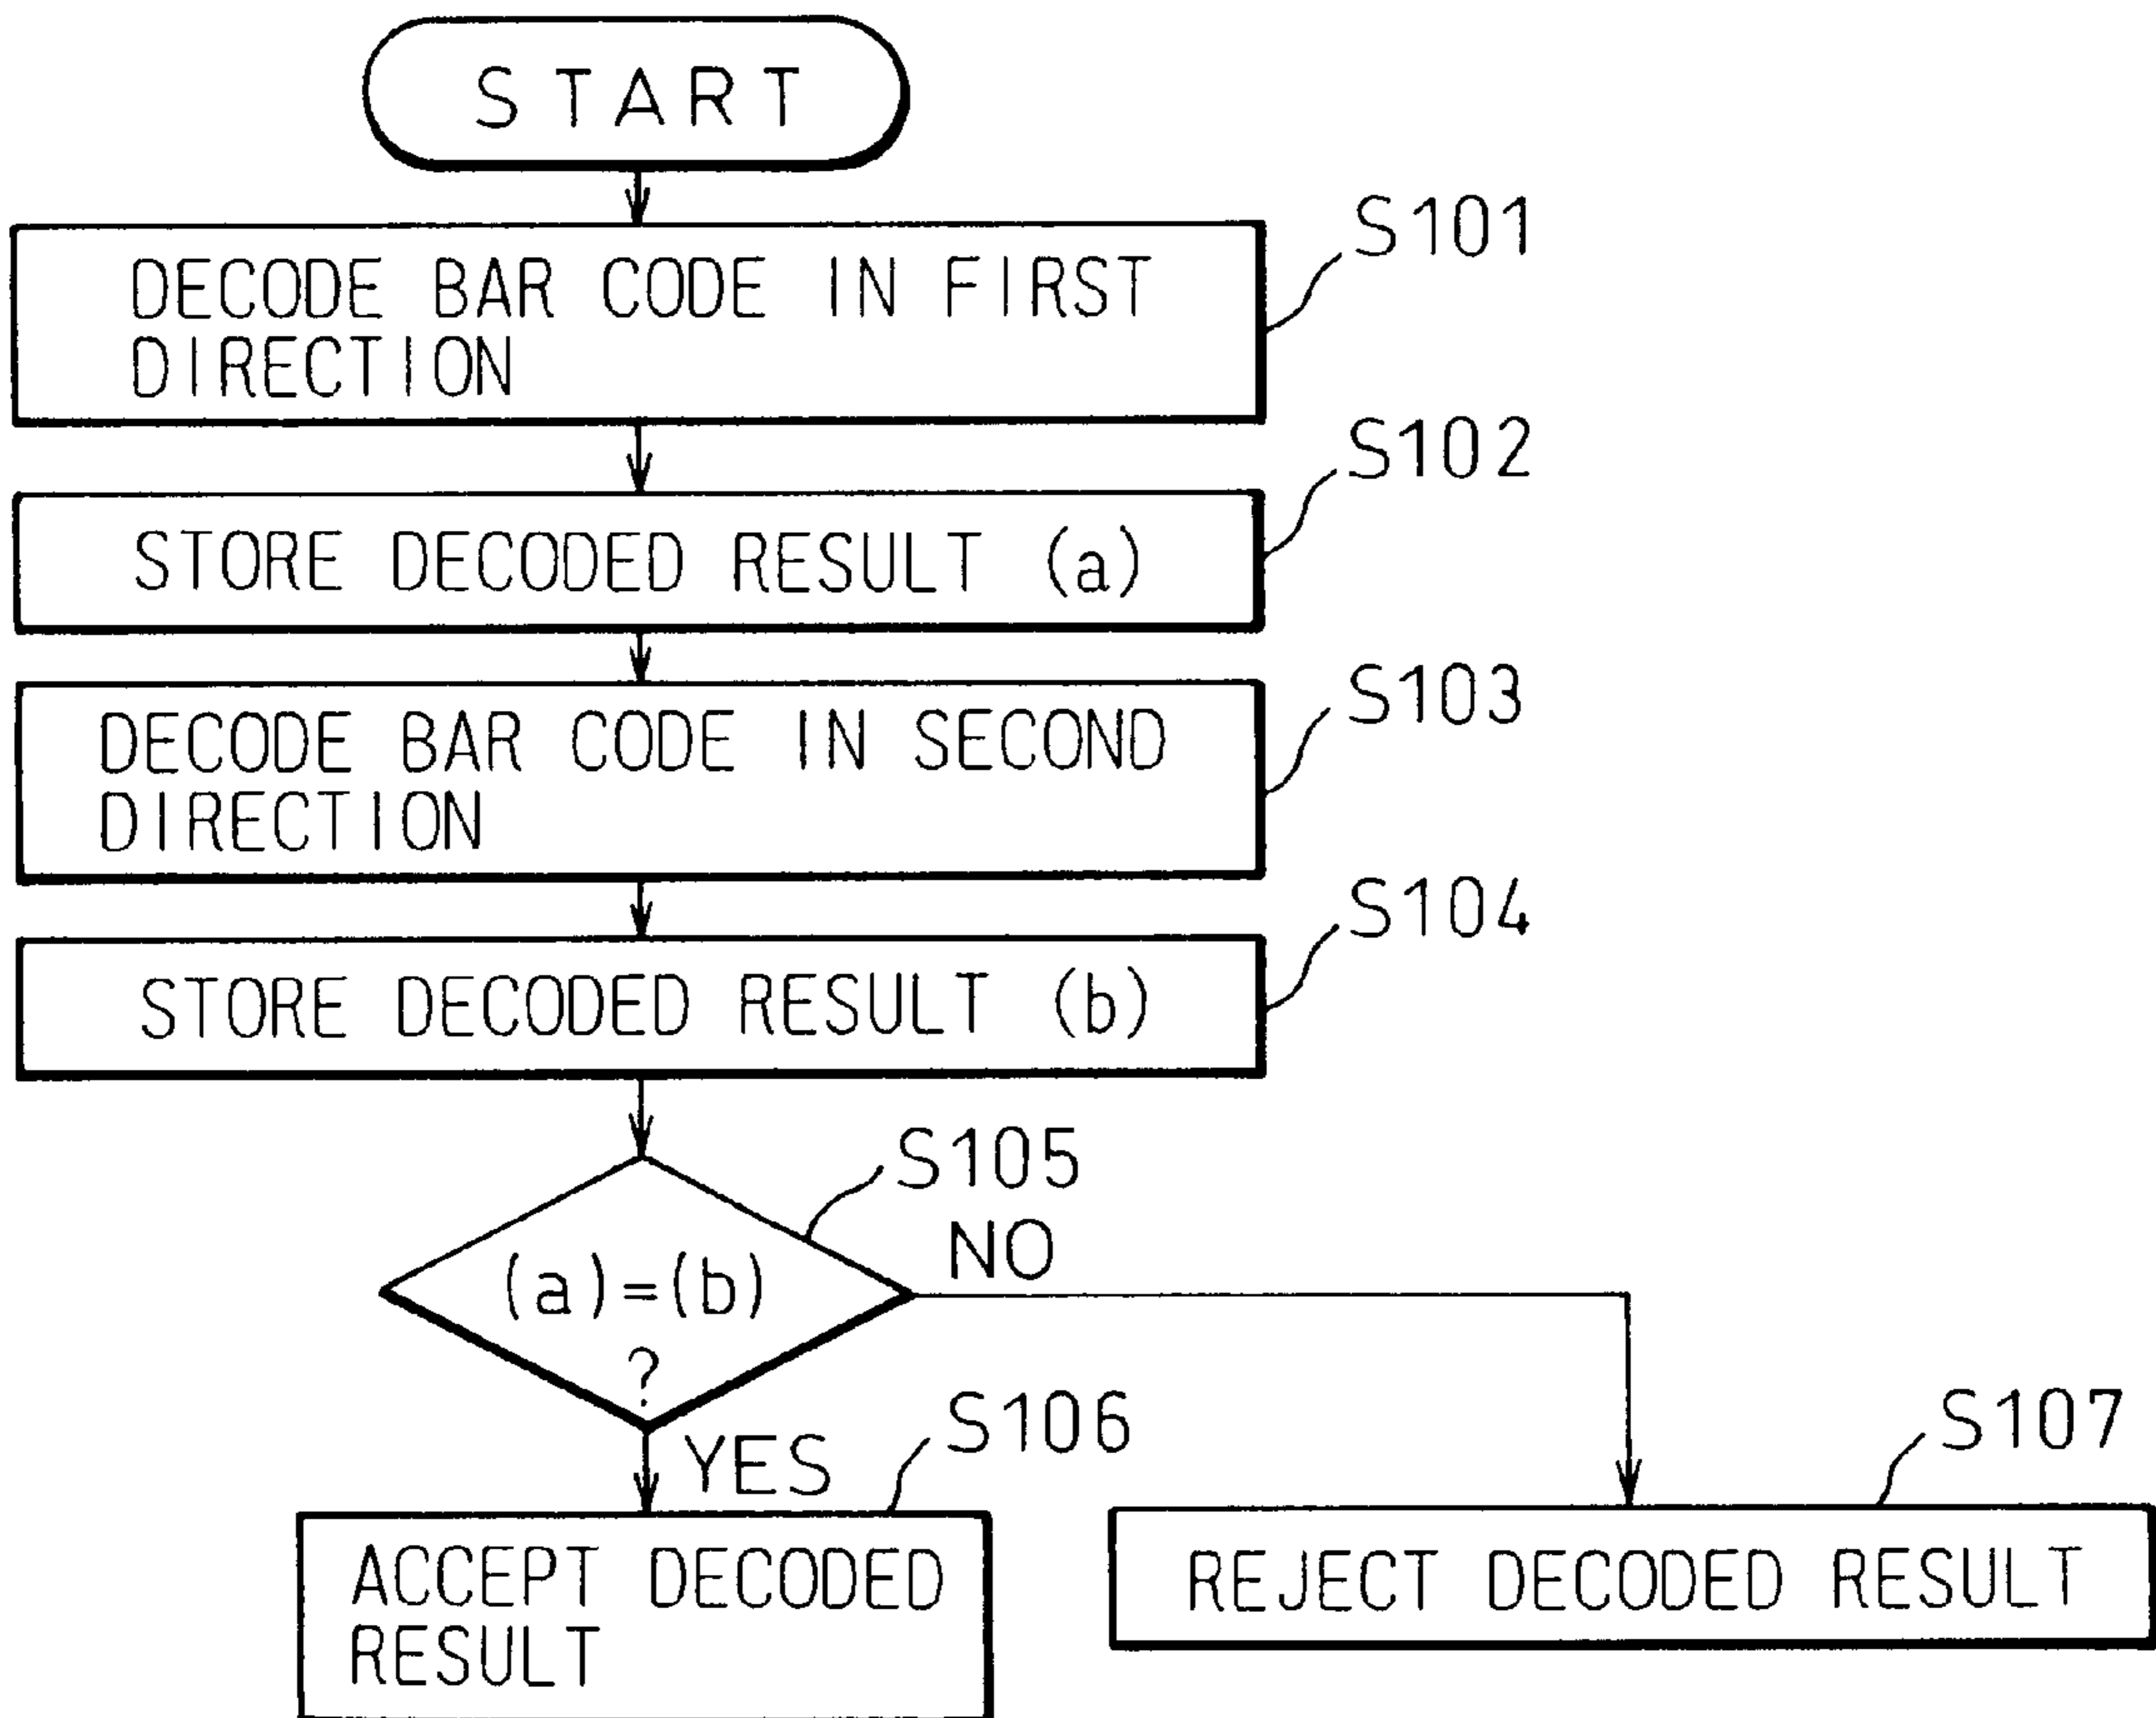 START
S101
DECODE BAR CODE IN FIRST
DIRECTION
S102
STORE DECODED RESULT (a)
S103
DECODE BAR CODE IN SECOND
DIRECTION
S104
STORE DECODED RESULT (b)
S105
(a)=(b)
?
NO
YES
S106
ACCEPT DECODED
RESULT
S107
REJECT DECODED RESULT